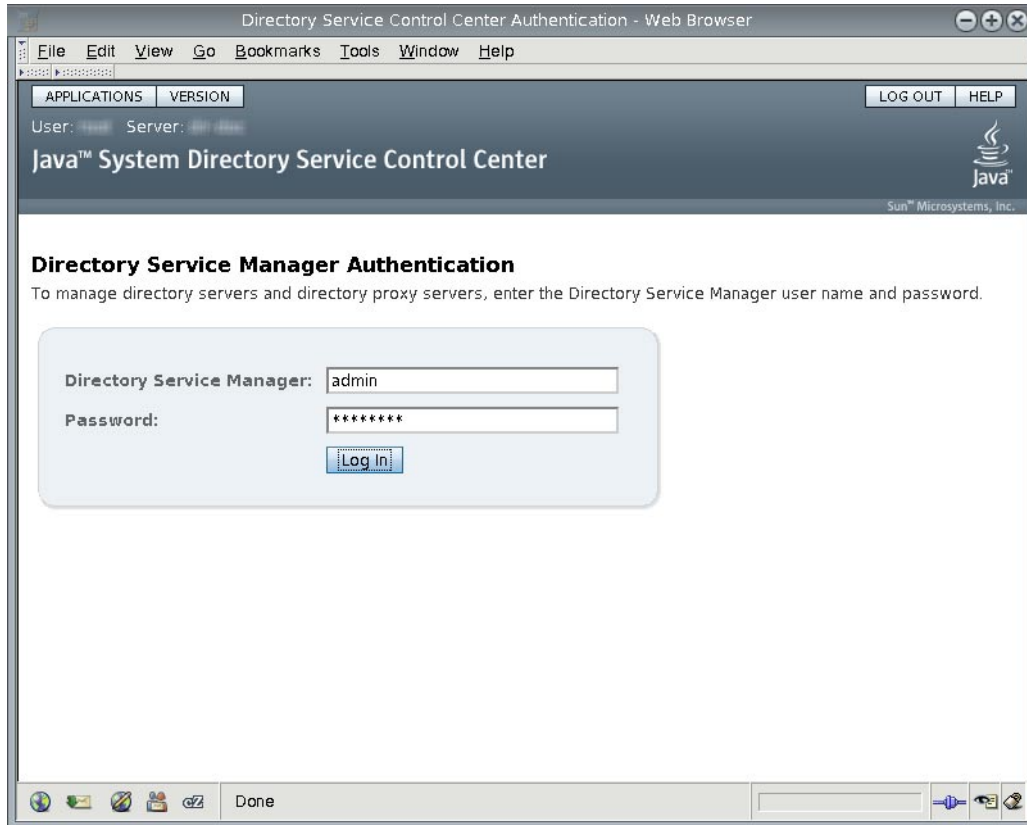 Directory Service Control Center Authentication - Web Browser
File Edit View Go Bookmarks Tools Window Help
APPLICATIONS VERSION LOG OUT HELP
User: Server:
Java™ System Directory Service Control Center
Java™
Sun™ Microsystems, Inc.
Directory Service Manager Authentication
To manage directory servers and directory proxy servers, enter the Directory Service Manager user name and password.
Directory Service Manager: admin
Password: ********
Log In
Done